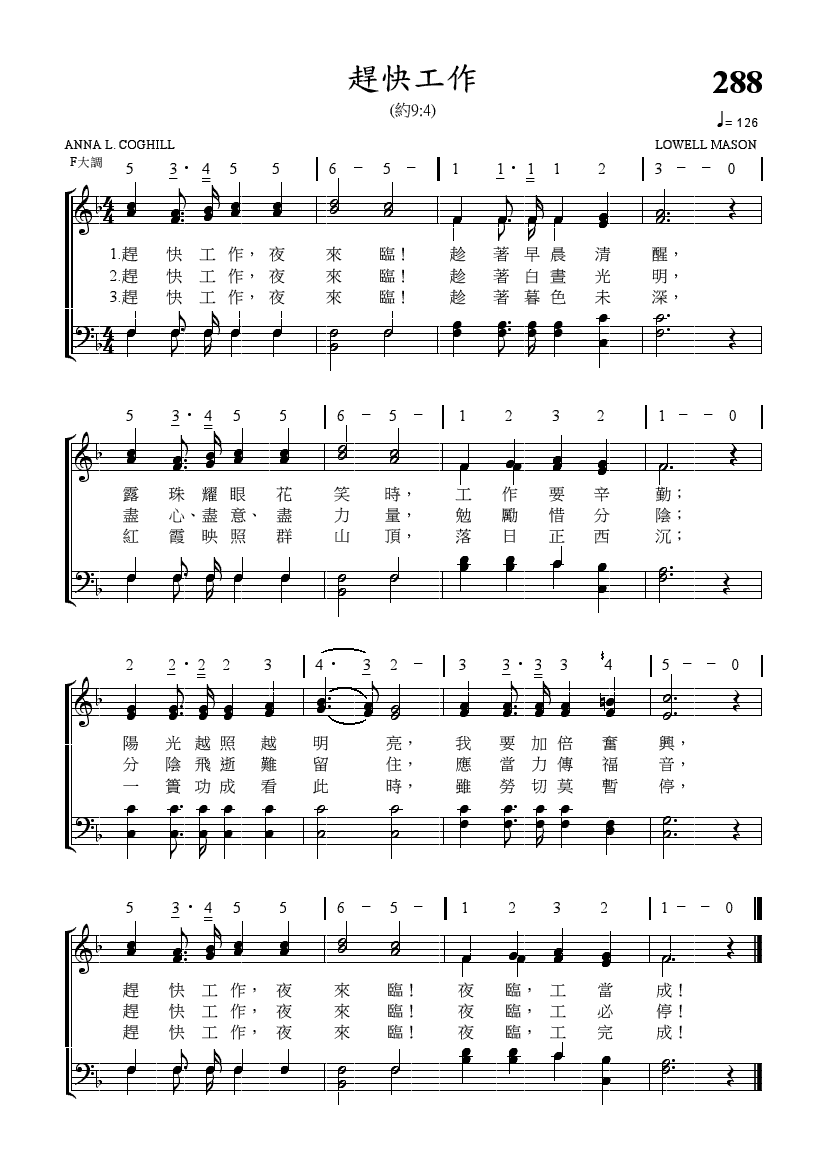 趕快工作
288
(約9:4)
♩= 126
ANNA L. COGHILL
LOWELL MASON
F大調
5 3· 4 5 5 | 6 – 5 – | 1 1· 1 1 2 | 3 – – 0 |
1.趕快工作，夜來臨！趁著早晨清醒，
2.趕快工作，夜來臨！趁著白晝光明，
3.趕快工作，夜來臨！趁著暮色未深，
5 3· 4 5 5 | 6 – 5 – | 1 2 3 2 | 1 – – 0 |
露珠耀眼花笑時，工作要辛勤；
盡心、盡意、盡力量，勉勵惜分陰；
紅霞映照群山頂，落日正西沉；
2 2· 2 2 3 | 4· 3 2 – | 3 3· 3 3 4 | 5 – – 0 |
陽光越照越明亮，我要加倍奮興，
分陰飛逝難留住，應當力傳福音，
一簣功成看此時，雖勞切莫暫停，
5 3· 4 5 5 | 6 – 5 – | 1 2 3 2 | 1 – – 0
趕快工作，夜來臨！夜臨，工當成！
趕快工作，夜來臨！夜臨，工必停！
趕快工作，夜來臨！夜臨，工完成！